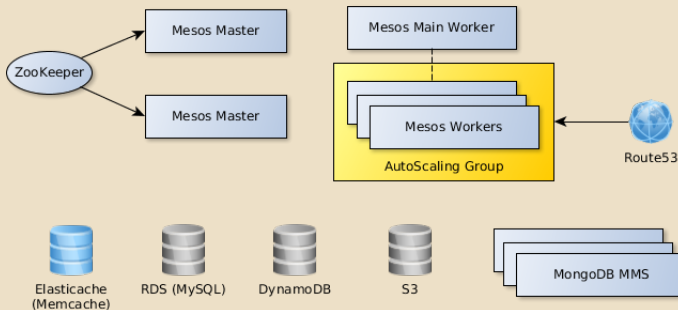 Mesos Master
Mesos Main Worker
ZooKeeper
Mesos Master
Mesos Workers
AutoScaling Group
Route53
Elasticache
(Memcache)
RDS (MySQL)
DynamoDB
S3
MongoDB MMS